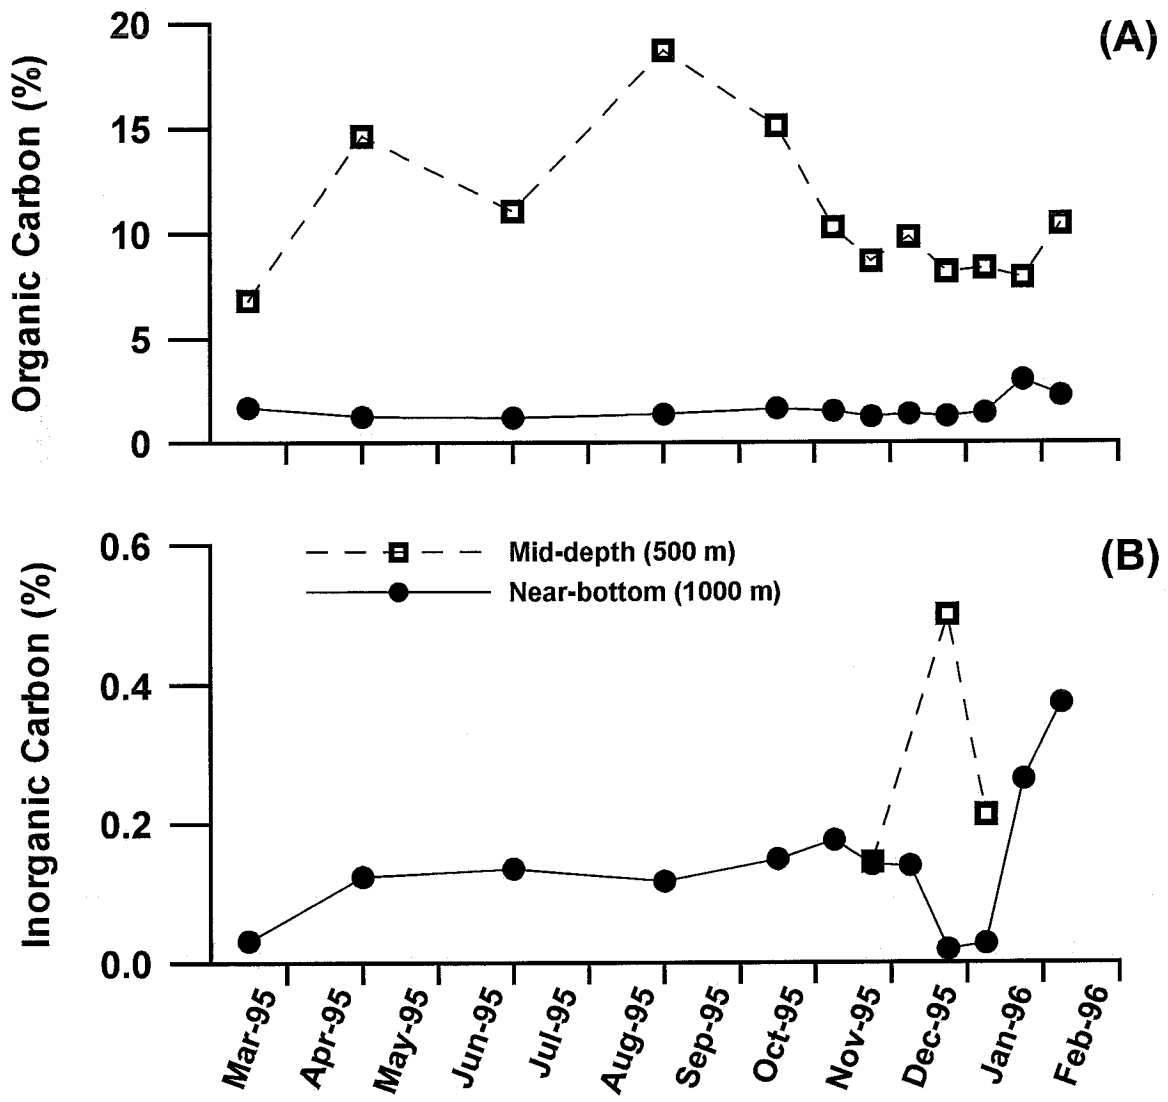 (A)
Organic Carbon (%)
20
15
10
5
0
(B)
Inorganic Carbon (%)
0.6
0.4
0.2
0.0
Mid-depth (500 m)
Near-bottom (1000 m)
Mar-95
Apr-95
May-95
Jun-95
Jul-95
Aug-95
Sep-95
Oct-95
Nov-95
Dec-95
Jan-96
Feb-96